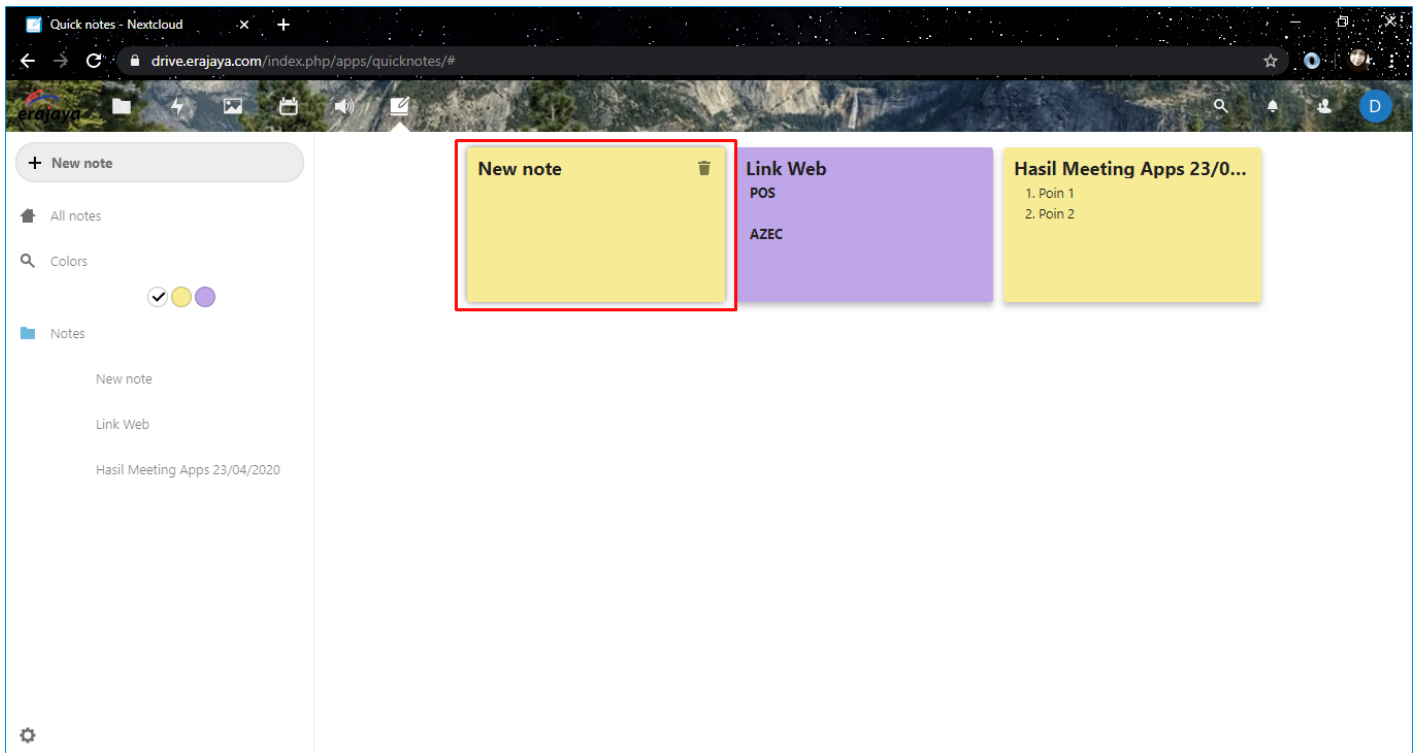 Quick notes - Nextcloud
drive.erajaya.com/index.php/apps/quicknotes/#
erajaya
D
New note
All notes
Colors
Notes
New note
Link Web
Hasil Meeting Apps 23/04/2020
New note
Link Web
POS
AZEC
Hasil Meeting Apps 23/0...
1. Poin 1
2. Poin 2